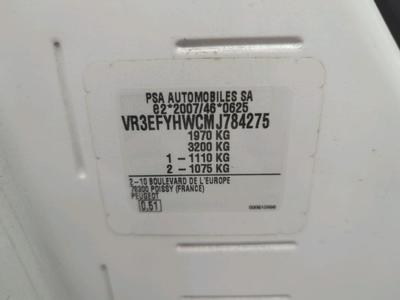 PSA AUTOMOBILES SA
e2*2007/46*0625
VR3EFYHWCMJ784275
1970 KG
3200 KG
1 - 1110 KG
2 - 1075 KG
2-10 BOULEVARD DE L'EUROPE
78300 POISSY (FRANCE)
PEUGEOT
0.51